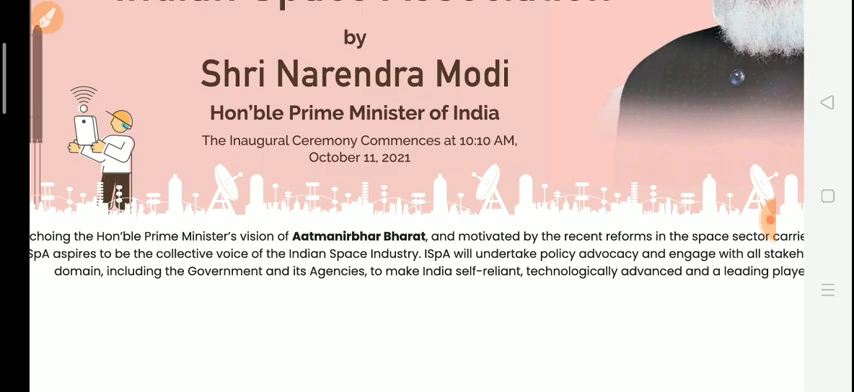 Indian Space Association
by
Shri Narendra Modi
Hon'ble Prime Minister of India
The Inaugural Ceremony Commences at 10:10 AM,
October 11, 2021
choing the Hon'ble Prime Minister's vision of Aatmanirbhar Bharat, and motivated by the recent reforms in the space sector carrie
SpA aspires to be the collective voice of the Indian Space Industry. ISpA will undertake policy advocacy and engage with all stakeh
domain, including the Government and its Agencies, to make India self-reliant, technologically advanced and a leading playe